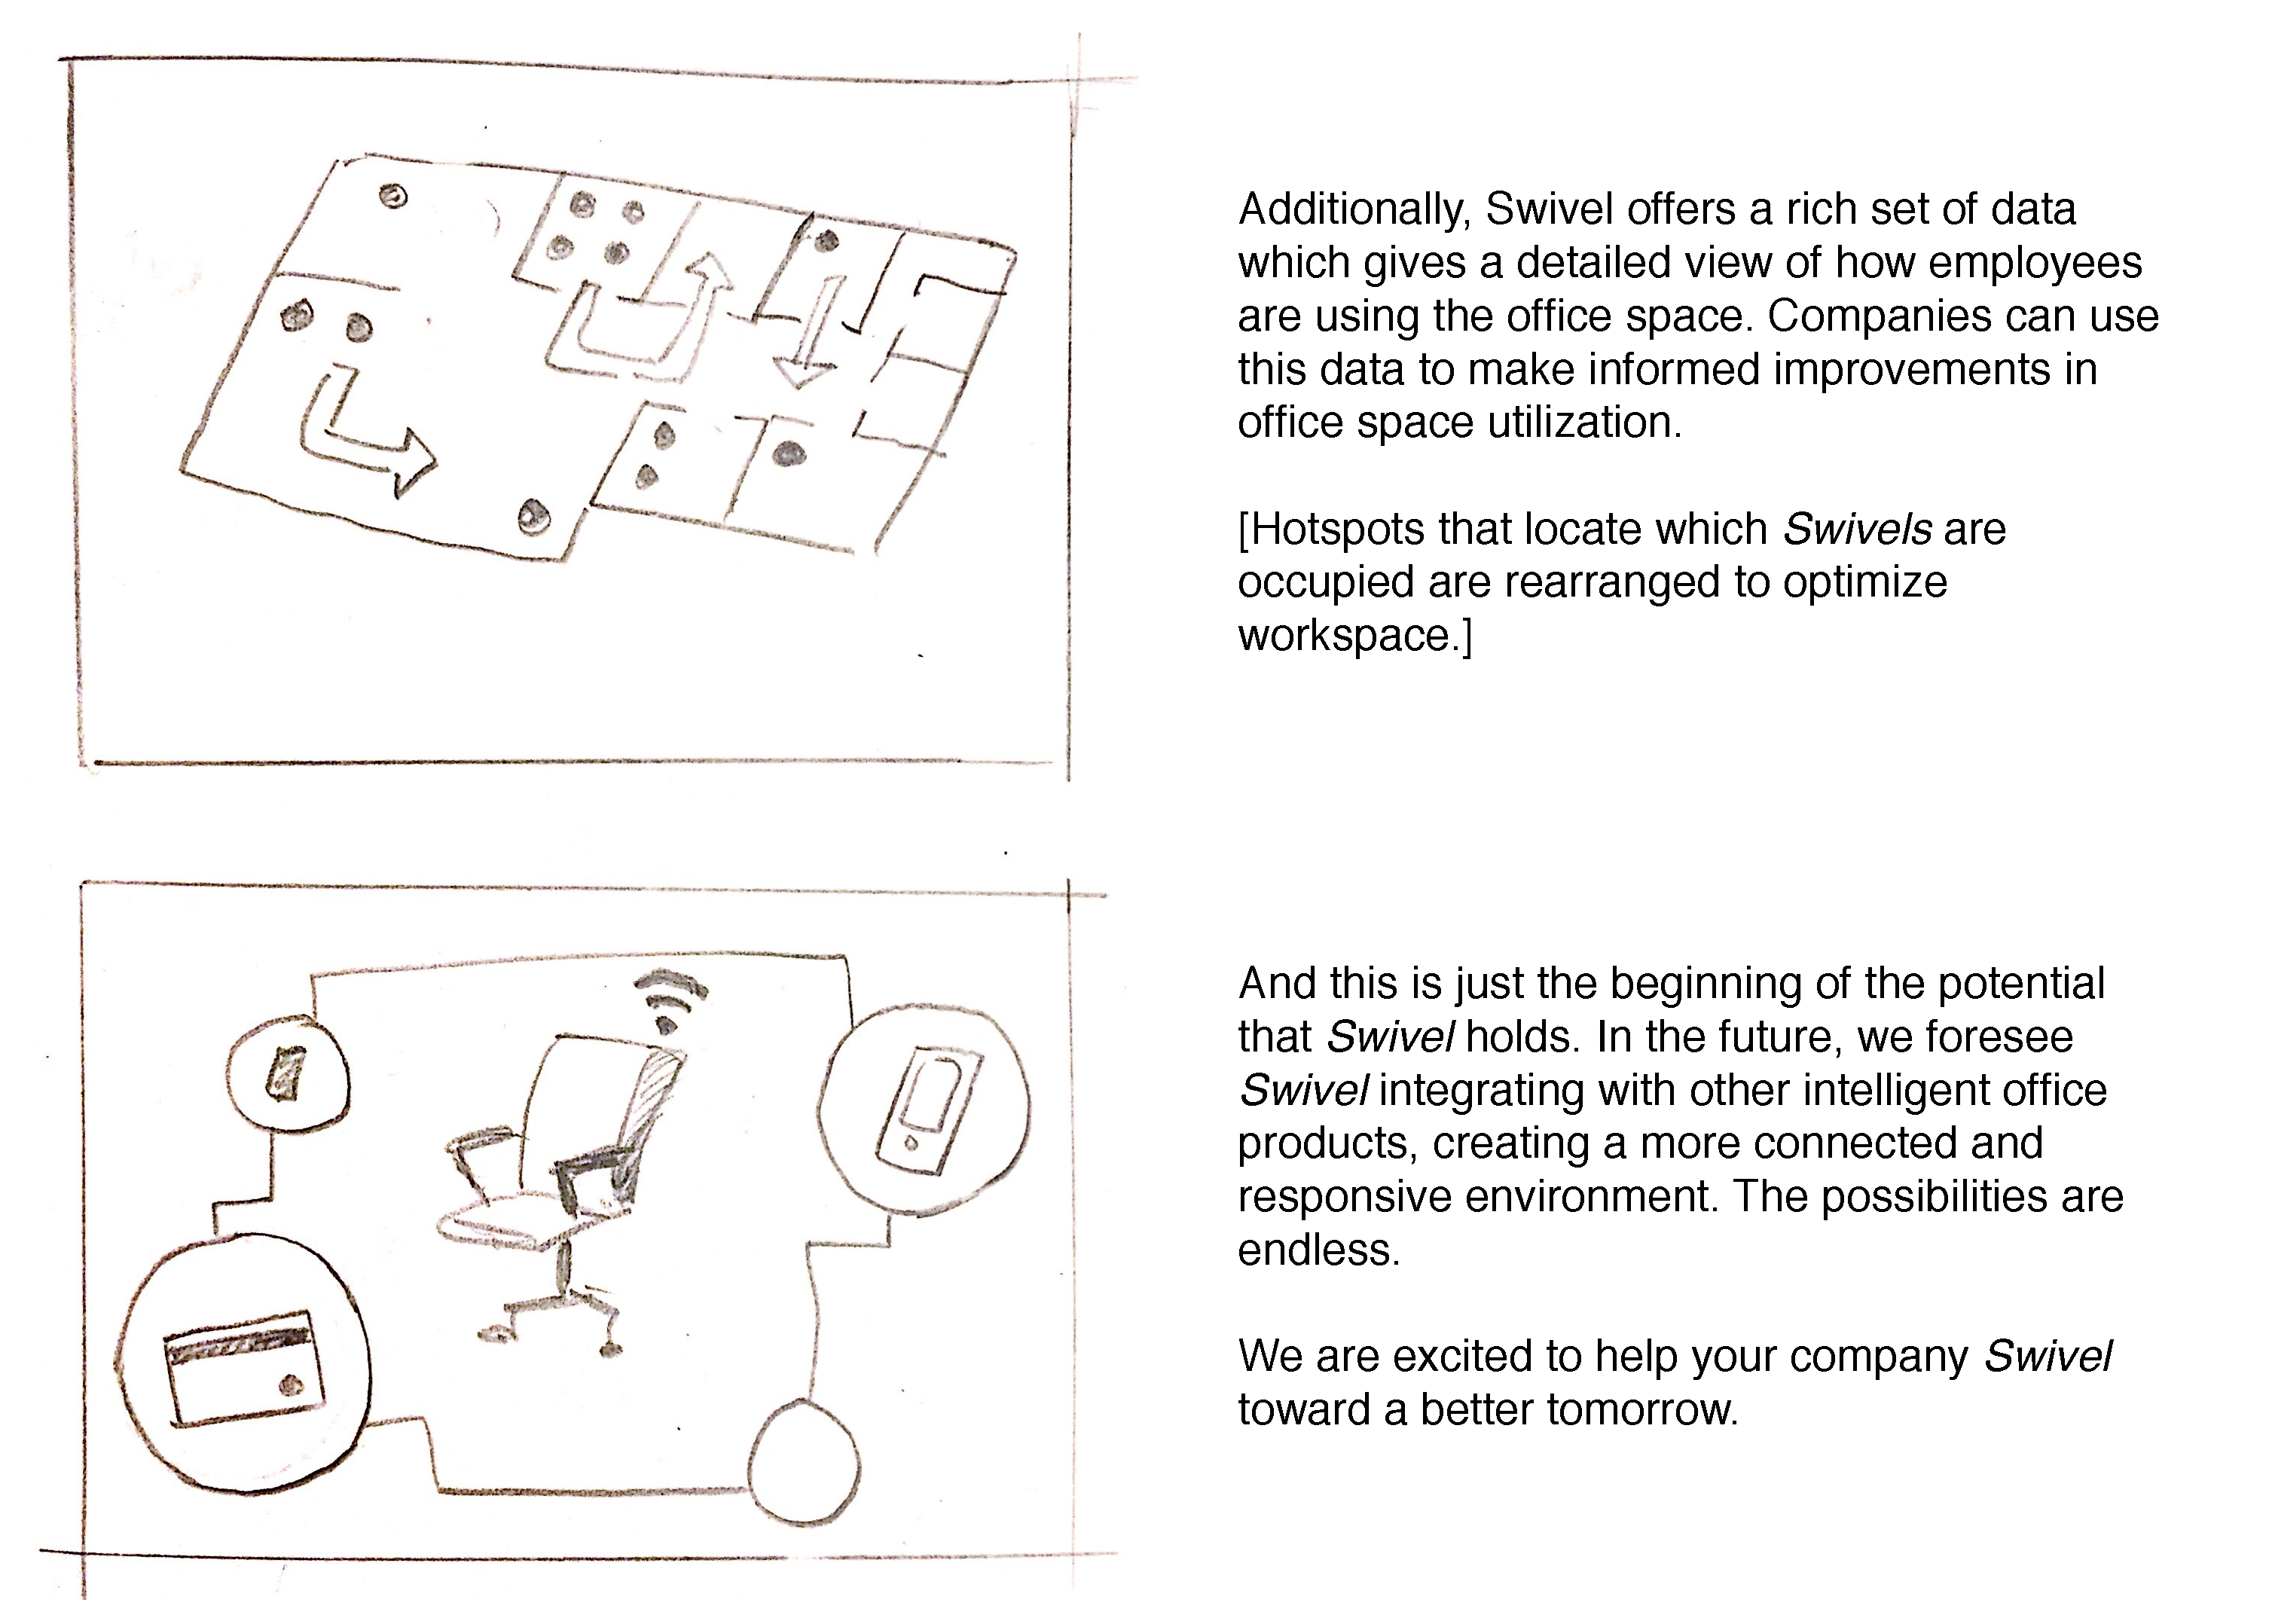 Additionally, Swivel offers a rich set of data
which gives a detailed view of how employees
are using the office space. Companies can use
this data to make informed improvements in
office space utilization.
[Hotspots that locate which Swivels are
occupied are rearranged to optimize
workspace.]
And this is just the beginning of the potential
that Swivel holds. In the future, we foresee
Swivel integrating with other intelligent office
products, creating a more connected and
responsive environment. The possibilities are
endless.
We are excited to help your company Swivel
toward a better tomorrow.